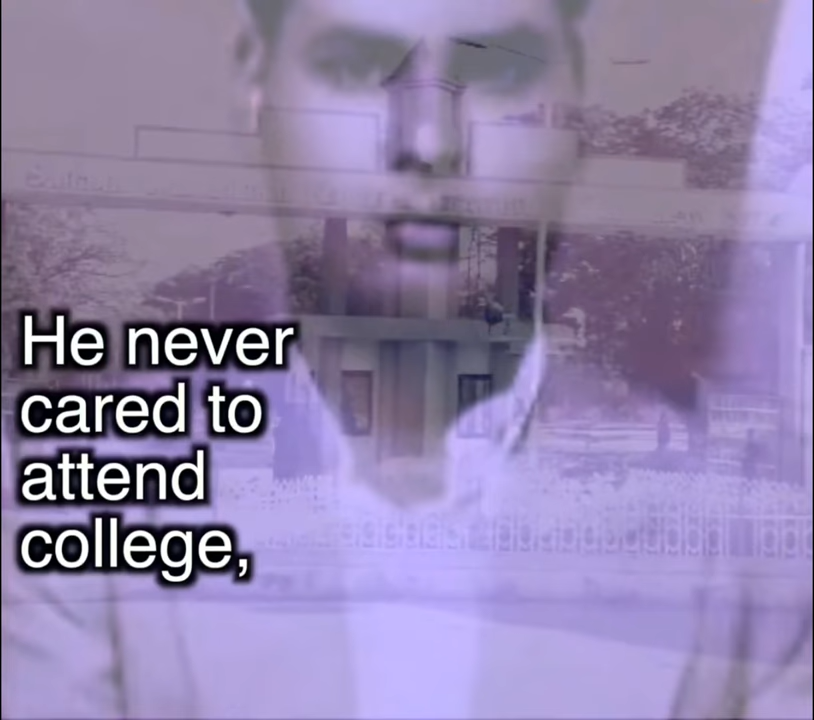 He never
cared to
attend
college,